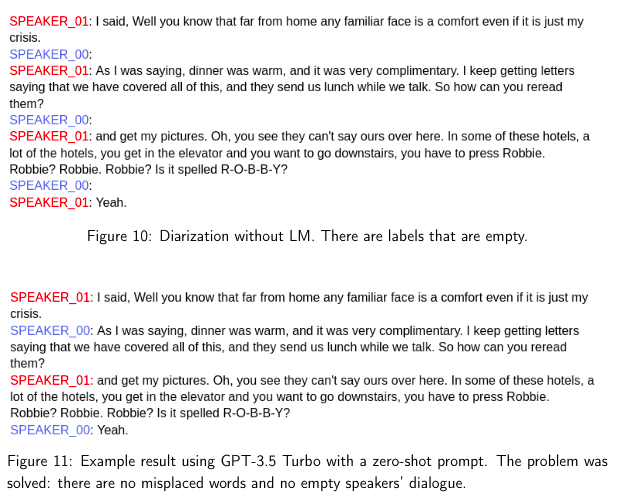 SPEAKER_01: I said, Well you know that far from home any familiar face is a comfort even if it is just my
crisis.
SPEAKER_00:
SPEAKER_01: As I was saying, dinner was warm, and it was very complimentary. I keep getting letters
saying that we have covered all of this, and they send us lunch while we talk. So how can you reread
them?
SPEAKER_00:
SPEAKER_01: and get my pictures. Oh, you see they can't say ours over here. In some of these hotels, a
lot of the hotels, you get in the elevator and you want to go downstairs, you have to press Robbie.
Robbie? Robbie. Robbie? Is it spelled R-O-B-B-Y?
SPEAKER_00:
SPEAKER_01: Yeah.
Figure 10: Diarization without LM. There are labels that are empty.
SPEAKER_01: I said, Well you know that far from home any familiar face is a comfort even if it is just my
crisis.
SPEAKER_00: As I was saying, dinner was warm, and it was very complimentary. I keep getting letters
saying that we have covered all of this, and they send us lunch while we talk. So how can you reread
them?
SPEAKER_01: and get my pictures. Oh, you see they can't say ours over here. In some of these hotels, a
lot of the hotels, you get in the elevator and you want to go downstairs, you have to press Robbie.
Robbie? Robbie. Robbie? Is it spelled R-O-B-B-Y?
SPEAKER_00: Yeah.
Figure 11: Example result using GPT-3.5 Turbo with a zero-shot prompt. The problem was
solved: there are no misplaced words and no empty speakers' dialogue.